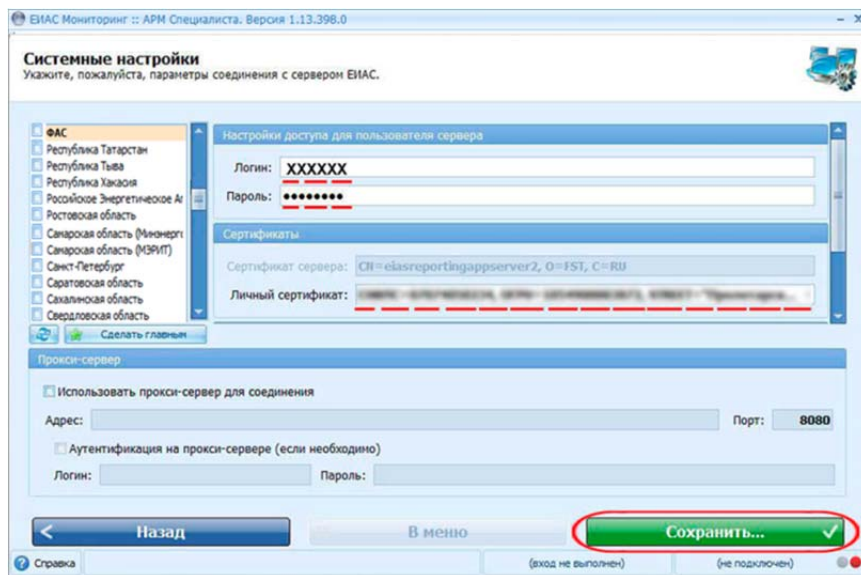 ЕИАС Мониторинг :: АРМ Специалиста. Версия 1.13.398.0
Системные настройки
Укажите, пожалуйста, параметры соединения с сервером ЕИАС.
ФАС
Республика Татарстан
Республика Тыва
Республика Хакасия
Российское Энергетическое Аг
Ростовская область
Самарская область (Минэнерго
Самарская область (МЭРИТ)
Санкт-Петербург
Саратовская область
Сахалинская область
Свердловская область
Сделать главным
Настройки доступа для пользователя сервера
Логин: XXXXXX
Пароль: ••••••••
Сертификаты
Сертификат сервера: CN=eiasreportingappserver2, O=FST, C=RU
Личный сертификат:
Прокси-сервер
Использовать прокси-сервер для соединения
Адрес: Порт: 8080
Аутентификация на прокси-сервере (если необходимо)
Логин: Пароль:
< Назад В меню Сохранить...
Справка (вход не выполнен) (не подключен)